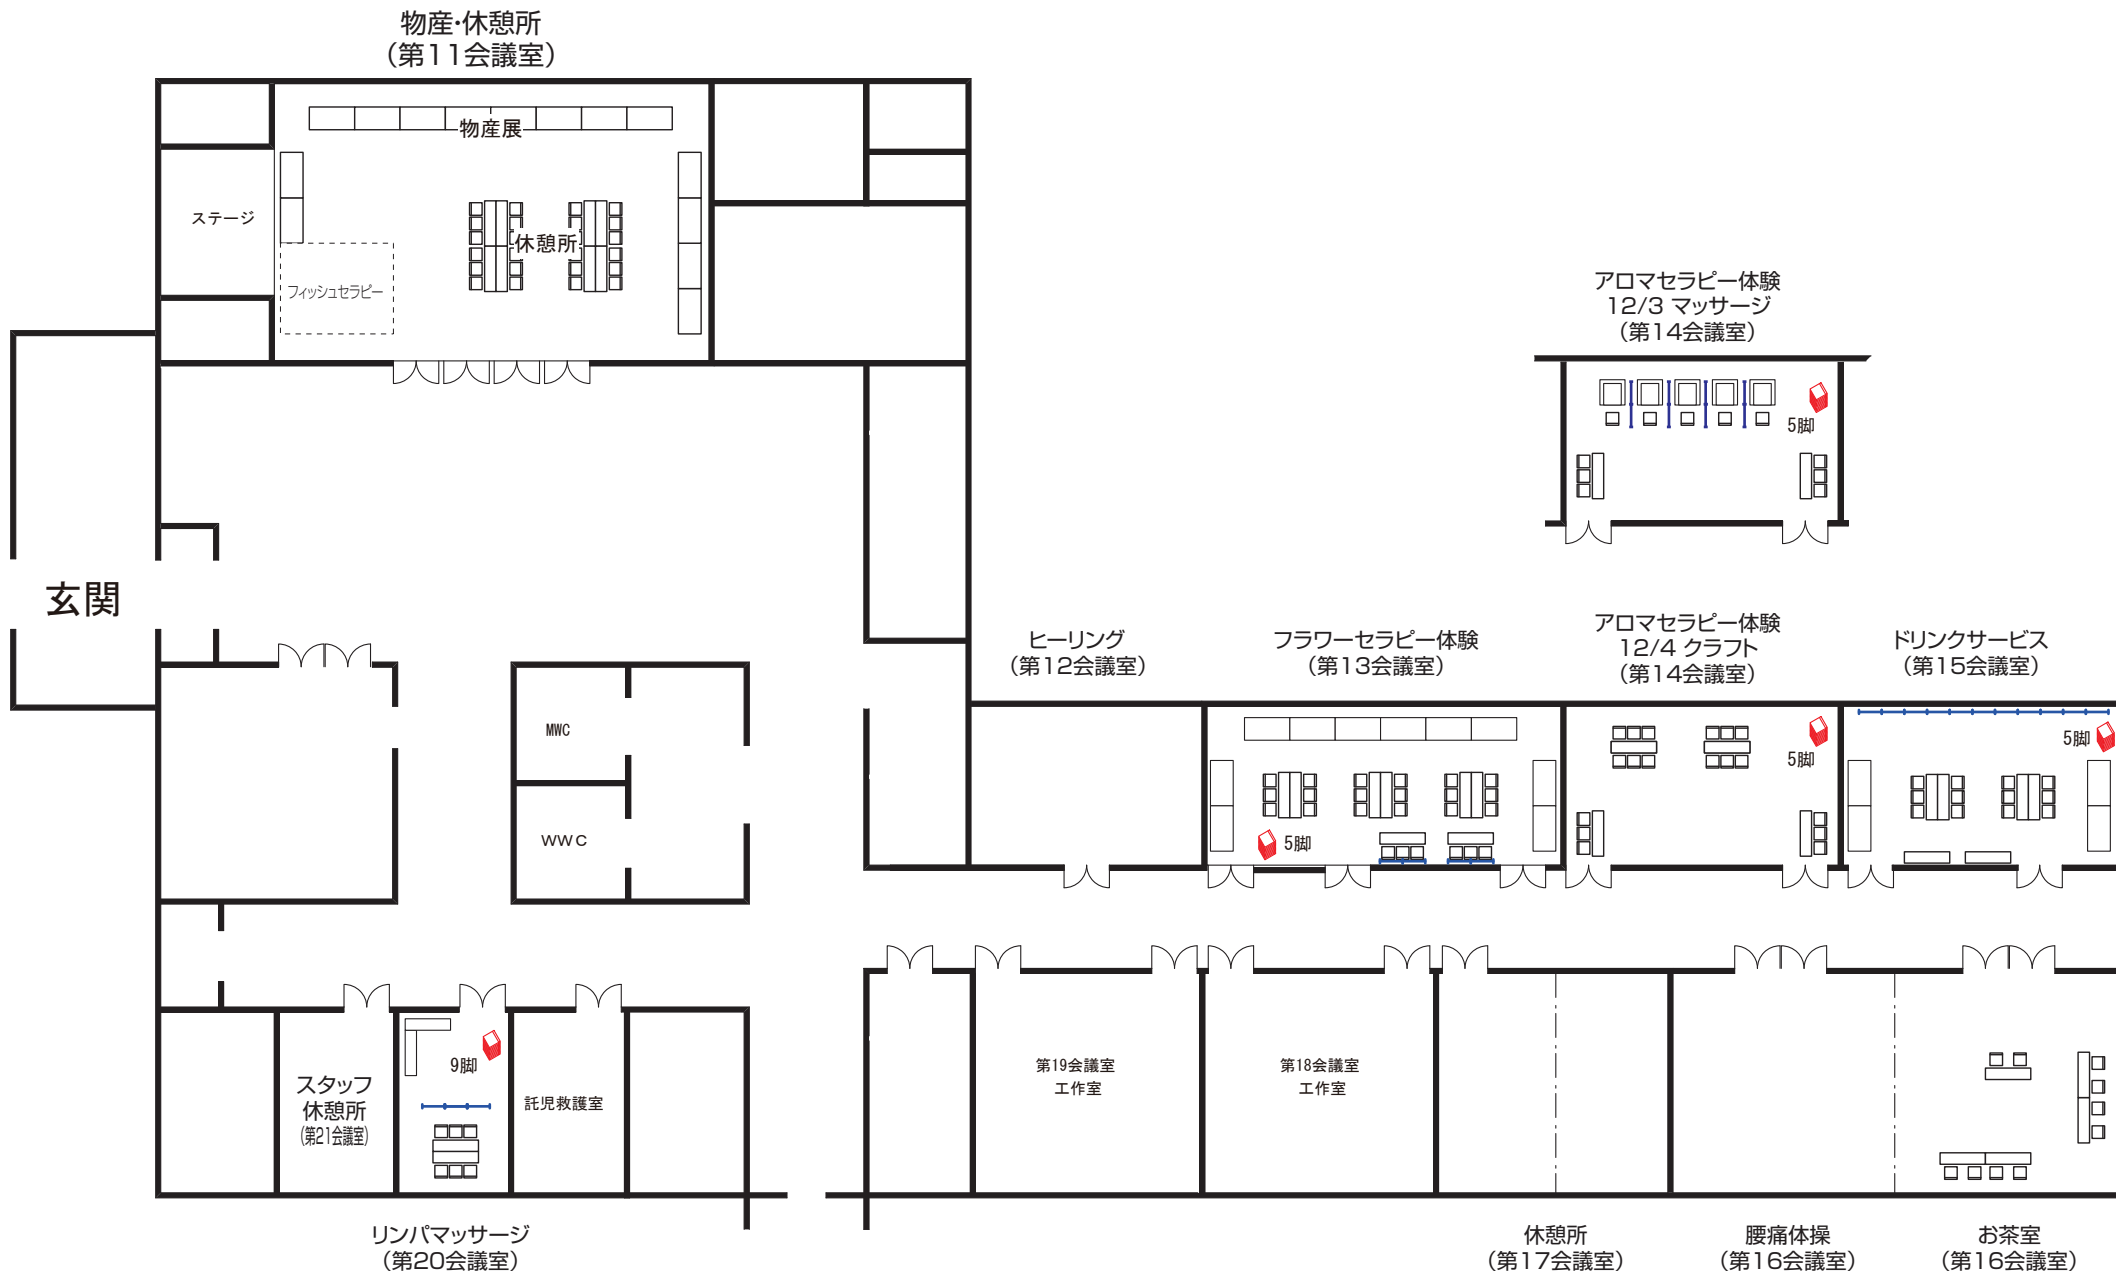 物産・休憩所
（第11会議室）
物産展
ステージ
休憩所
フィッシュセラピー
アロマセラピー体験
12/3 マッサージ
（第14会議室）
5脚
玄関
ヒーリング
（第12会議室）
フラワーセラピー体験
（第13会議室）
アロマセラピー体験
12/4 クラフト
（第14会議室）
ドリンクサービス
（第15会議室）
MWC
WWC
5脚
5脚
5脚
9脚
スタッフ
休憩所
（第21会議室）
託児救護室
第19会議室
工作室
第18会議室
工作室
リンパマッサージ
（第20会議室）
休憩所
（第17会議室）
腰痛体操
（第16会議室）
お茶室
（第16会議室）